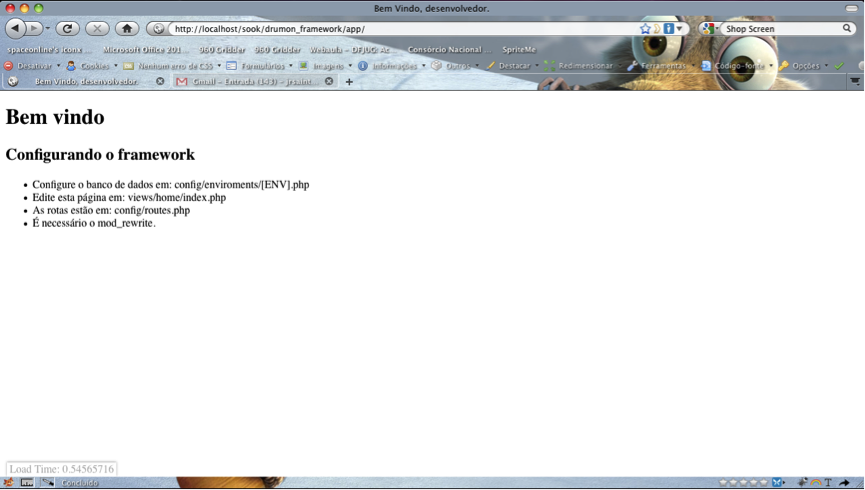 Bem Vindo, desenvolvedor.
http://localhost/sook/drumon_framework/app/
Shop Screen
spaceonline's iconx ... Microsoft Office 201... 960 Gridder 960 Gridder Webaula - DFJUG: Ac... Consórcio Nacional ... SpriteMe
Desativar Cookies Nenhum erro de CSS Formulários Imagens Informações Outros Destacar Redimensionar Ferramentas Código-fonte Opções
Bem Vindo, desenvolvedor. Gmail - Entrada (143) - jrsaint...
Bem vindo
Configurando o framework
Configure o banco de dados em: config/enviroments/[ENV].php
Edite esta página em: views/home/index.php
As rotas estão em: config/routes.php
É necessário o mod_rewrite.
Load Time: 0.54565716
Concluído